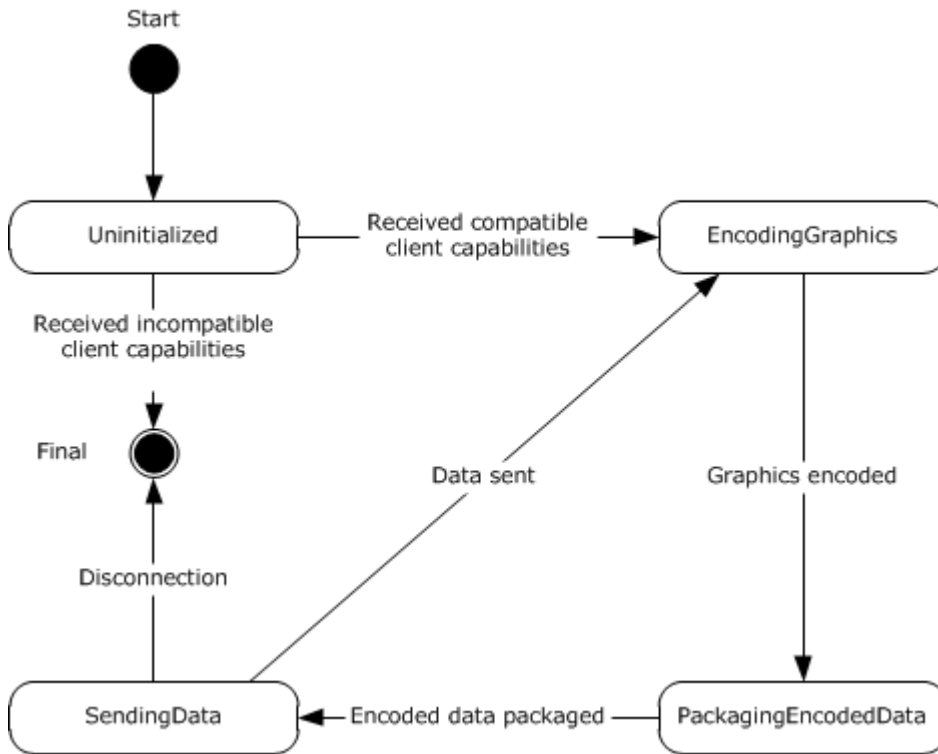 Start
Uninitialized
Received compatible
client capabilities
EncodingGraphics
Received incompatible
client capabilities
Final
Data sent
Graphics encoded
Disconnection
SendingData
Encoded data packaged
PackagingEncodedData